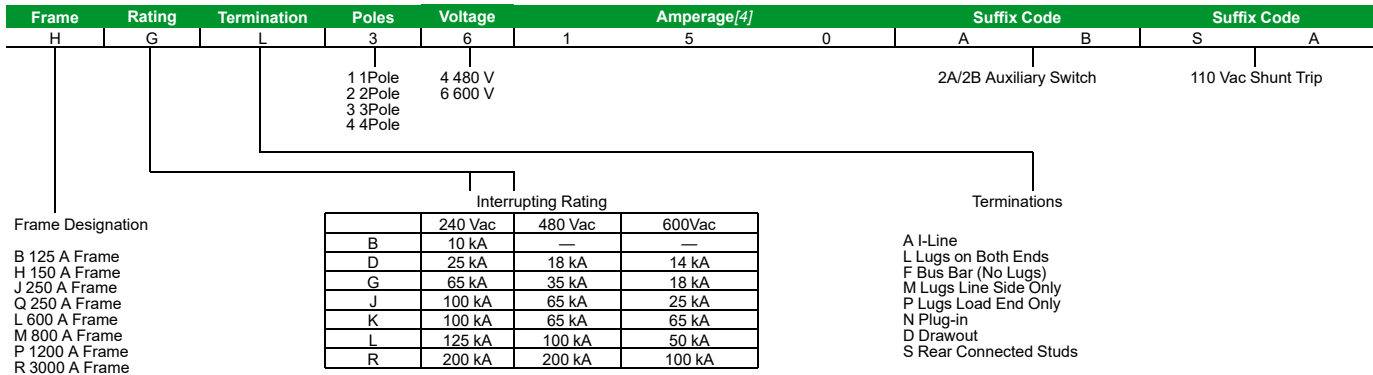 Frame Rating Termination Poles Voltage Amperage[4] Suffix Code Suffix Code
H G L 3 6 1 5 0 A B S A
1 1Pole
2 2Pole
3 3Pole
4 4Pole
4 480 V
6 600 V
2A/2B Auxiliary Switch
110 Vac Shunt Trip
Frame Designation
B 125 A Frame
H 150 A Frame
J 250 A Frame
Q 250 A Frame
L 600 A Frame
M 800 A Frame
P 1200 A Frame
R 3000 A Frame
Interrupting Rating
240 Vac 480 Vac 600Vac
B 10 kA — —
D 25 kA 18 kA 14 kA
G 65 kA 35 kA 18 kA
J 100 kA 65 kA 25 kA
K 100 kA 65 kA 65 kA
L 125 kA 100 kA 50 kA
R 200 kA 200 kA 100 kA
Terminations
A I-Line
L Lugs on Both Ends
F Bus Bar (No Lugs)
M Lugs Line Side Only
P Lugs Load End Only
N Plug-in
D Drawout
S Rear Connected Studs